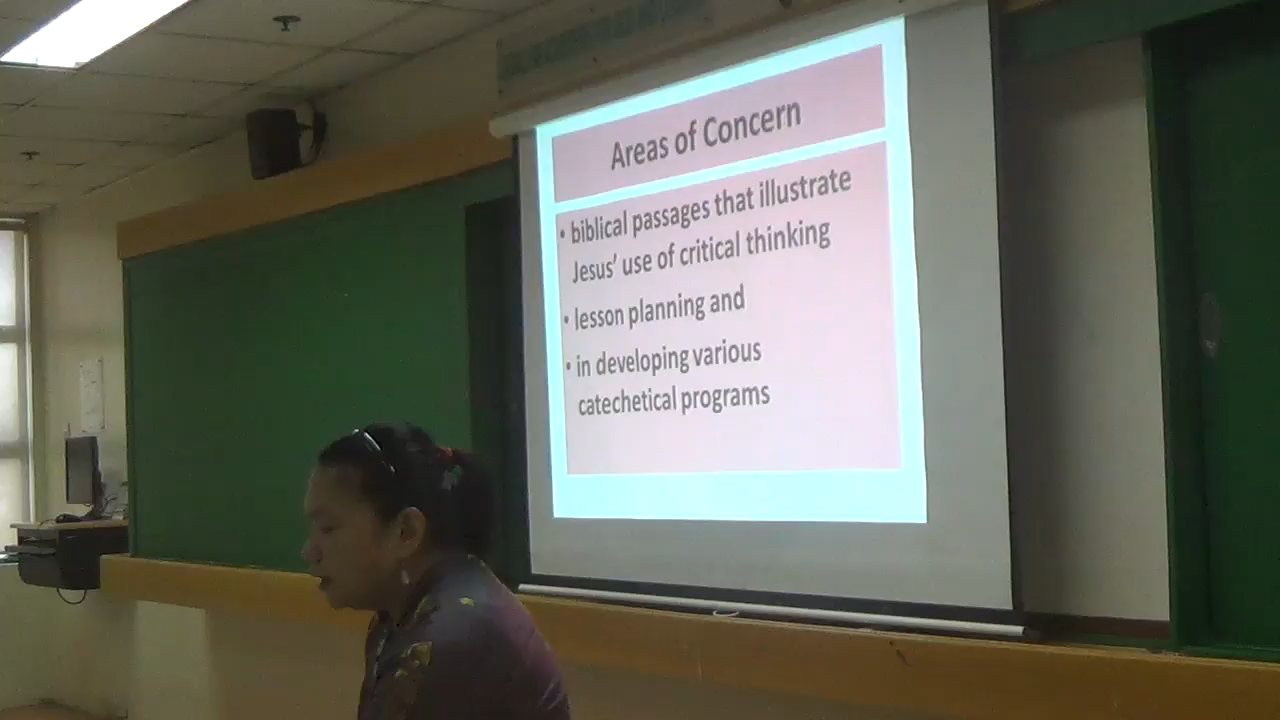 Areas of Concern
• biblical passages that illustrate
Jesus' use of critical thinking
• lesson planning and
• in developing various
catechetical programs